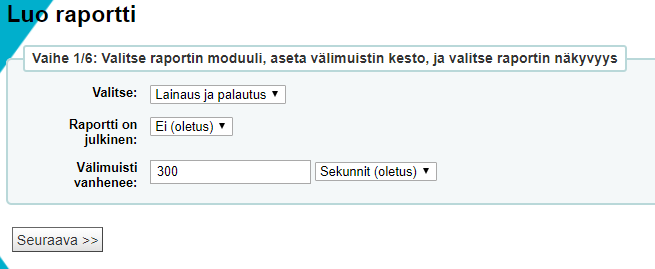 Luo raportti
Vaihe 1/6: Valitse raportin moduuli, aseta välimuistin kesto, ja valitse raportin näkyvyys
Valitse: Lainaus ja palautus
Raportti on
julkinen: Ei (oletus)
Välimuisti
vanhenee: 300 Sekunnit (oletus)
Seuraava >>